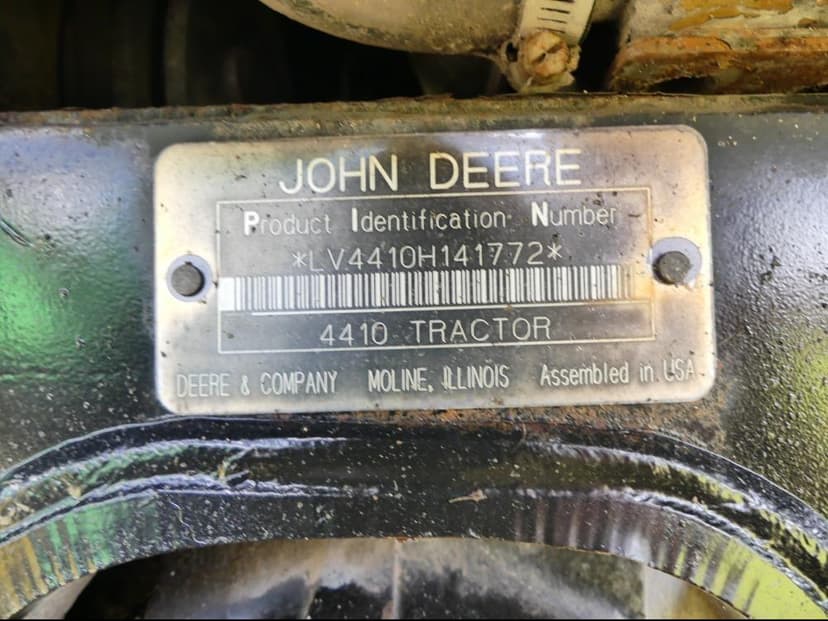 JOHN DEERE
Product Identification Number
*LV4410H141772*
4410 TRACTOR
DEERE & COMPANY MOLINE, ILLINOIS Assembled in USA